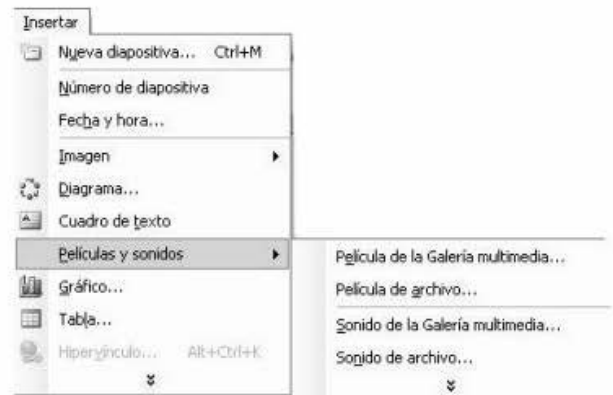 Insertar
Nueva diapositiva... Ctrl+M
Número de diapositiva
Fecha y hora...
Imagen
Diagrama...
Cuadro de texto
Películas y sonidos
Gráfico...
Tabla...
Hipervínculo... Alt+Ctrl+K
Película de la Galería multimedia...
Película de archivo...
Sonido de la Galería multimedia...
Sonido de archivo...